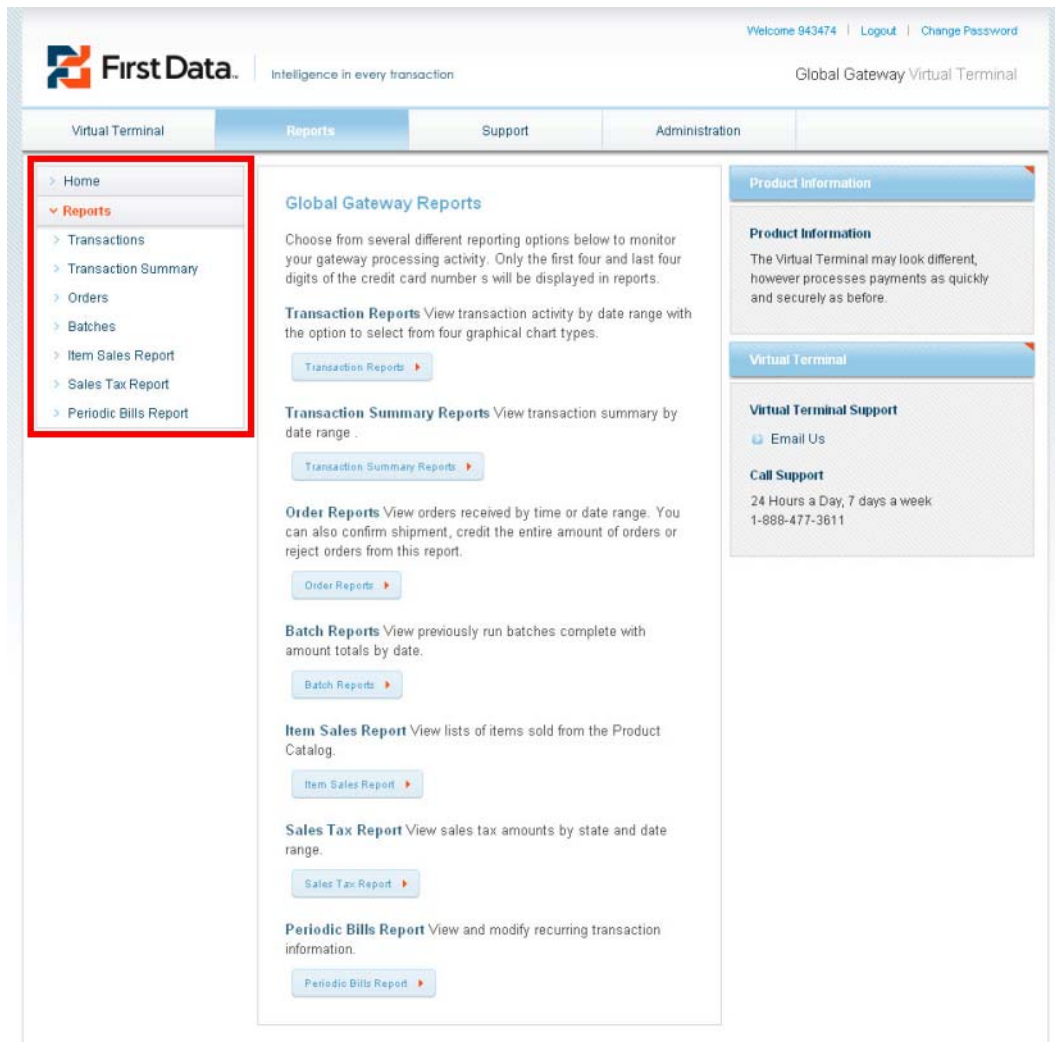 Welcome 943474 | Logout | Change Password
First Data™
Intelligence in every transaction
Global Gateway Virtual Terminal
Virtual Terminal
Reports
Support
Administration
Home
Reports
Transactions
Transaction Summary
Orders
Batches
Item Sales Report
Sales Tax Report
Periodic Bills Report
Global Gateway Reports
Choose from several different reporting options below to monitor
your gateway processing activity. Only the first four and last four
digits of the credit card number s will be displayed in reports.
Transaction Reports View transaction activity by date range with
the option to select from four graphical chart types.
Transaction Reports
Transaction Summary Reports View transaction summary by
date range .
Transaction Summary Reports
Order Reports View orders received by time or date range. You
can also confirm shipment, credit the entire amount of orders or
reject orders from this report.
Order Reports
Batch Reports View previously run batches complete with
amount totals by date.
Batch Reports
Item Sales Report View lists of items sold from the Product
Catalog.
Item Sales Report
Sales Tax Report View sales tax amounts by state and date
range.
Sales Tax Report
Periodic Bills Report View and modify recurring transaction
information.
Periodic Bills Report
Product Information
Product Information
The Virtual Terminal may look different,
however processes payments as quickly
and securely as before.
Virtual Terminal
Virtual Terminal Support
Email Us
Call Support
24 Hours a Day, 7 days a week
1-888-477-3611